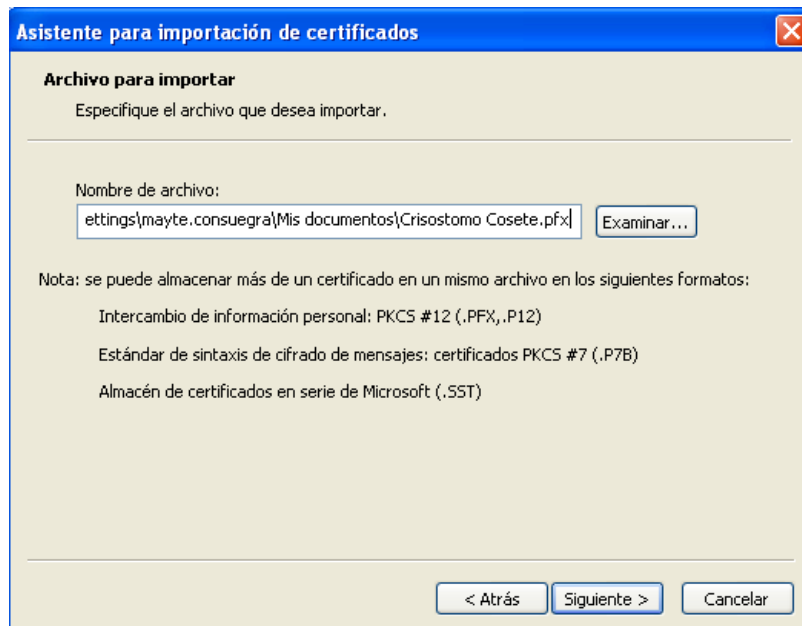 Asistente para importación de certificados
Archivo para importar
Especifique el archivo que desea importar.
Nombre de archivo:
ettings\mayte.consuegra\Mis documentos\Crisostomo Cosete.pfx
Examinar...
Nota: se puede almacenar más de un certificado en un mismo archivo en los siguientes formatos:
Intercambio de información personal: PKCS #12 (.PFX,.P12)
Estándar de sintaxis de cifrado de mensajes: certificados PKCS #7 (.P7B)
Almacén de certificados en serie de Microsoft (.SST)
< Atrás Siguiente > Cancelar